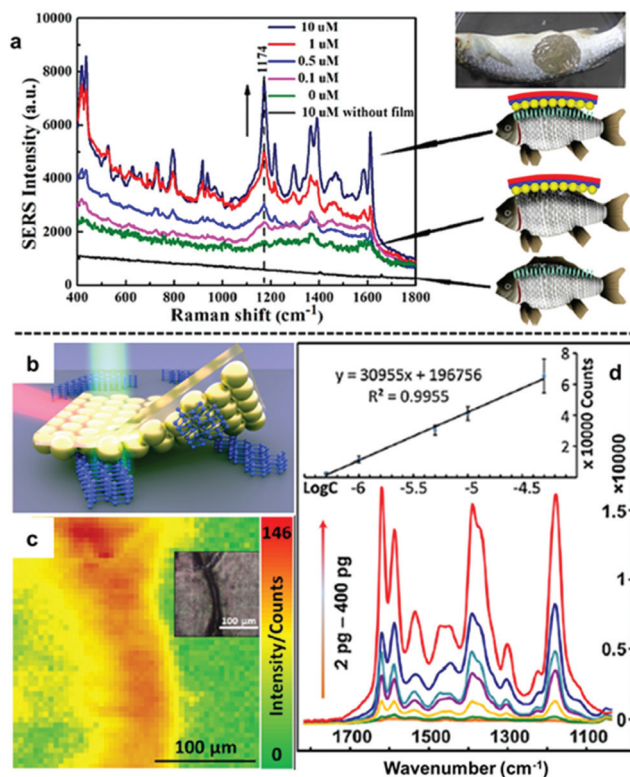 a
10000
8000
6000
4000
2000
0
SERS Intensity (a.u.)
1174
10 uM
1 uM
0.5 uM
0.1 uM
0 uM
10 uM without film
400 600 800 1000 1200 1400 1600 1800
Raman shift (cm-1)
b
c
100 µm
100 µm
146
Intensity/Counts
0
d
y = 30955x + 196756
R² = 0.9955
8
6
4
2
x 10000 Counts
LogC -6 -5.5 -5 -4.5
×10000
1.5
1
0.5
0
2 pg – 400 pg
1700 1500 1300 1100
Wavenumber (cm-1)